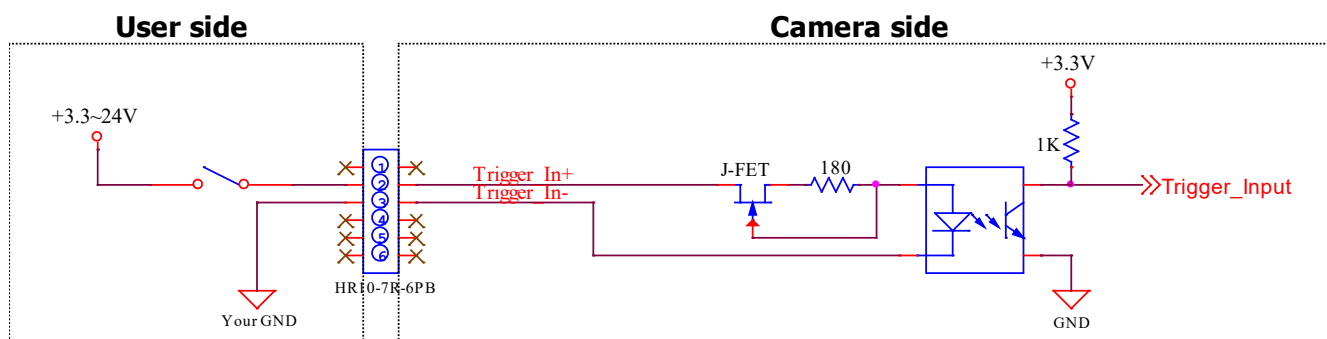 User side
Camera side
+3.3V
+3.3~24V
1K
J-FET
180
1
2
3
4
5
6
Trigger_In+
Trigger_In-
Trigger_Input
HR10-7R-6PB
Your GND
GND